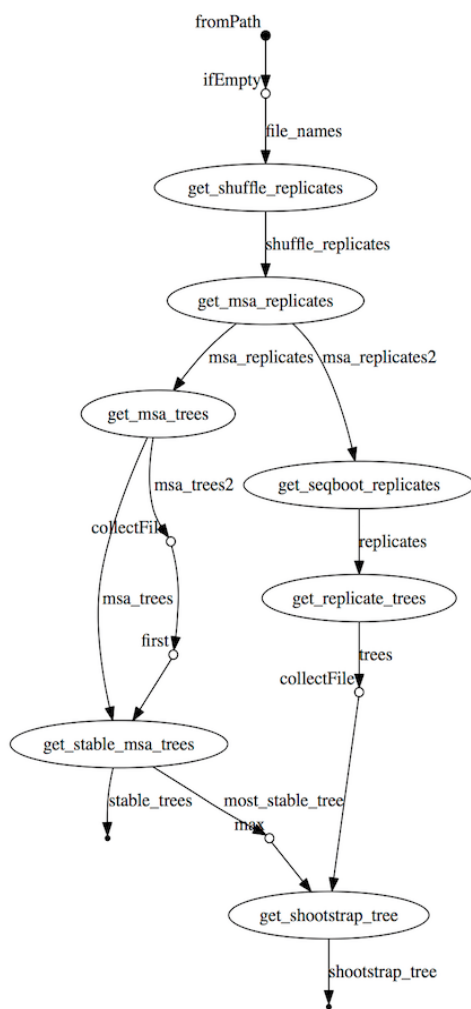 fromPath
ifEmpty
file_names
get_shuffle_replicates
shuffle_replicates
get_msa_replicates
msa_replicates
msa_replicates2
get_msa_trees
msa_trees2
get_seqboot_replicates
collectFile
replicates
msa_trees
get_replicate_trees
first
trees
collectFile
get_stable_msa_trees
stable_trees
most_stable_tree
max
get_shootstrap_tree
shootstrap_tree